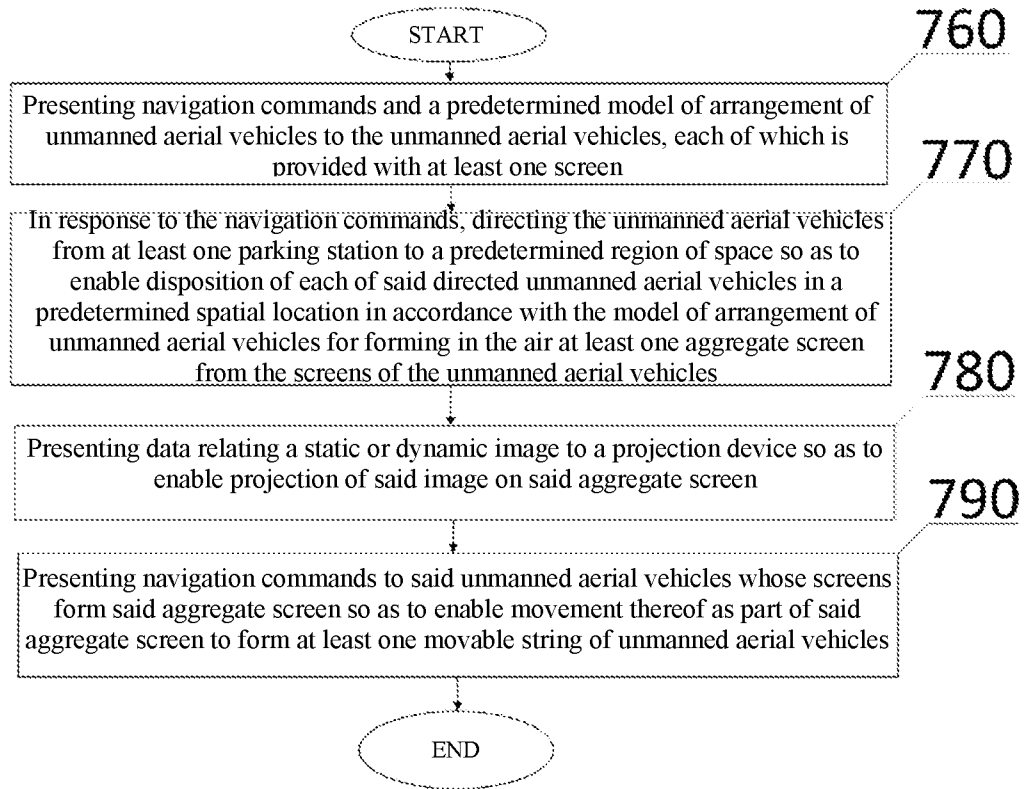 START
760
Presenting navigation commands and a predetermined model of arrangement of
unmanned aerial vehicles to the unmanned aerial vehicles, each of which is
provided with at least one screen
770
In response to the navigation commands, directing the unmanned aerial vehicles
from at least one parking station to a predetermined region of space so as to
enable disposition of each of said directed unmanned aerial vehicles in a
predetermined spatial location in accordance with the model of arrangement of
unmanned aerial vehicles for forming in the air at least one aggregate screen
from the screens of the unmanned aerial vehicles
780
Presenting data relating a static or dynamic image to a projection device so as to
enable projection of said image on said aggregate screen
790
Presenting navigation commands to said unmanned aerial vehicles whose screens
form said aggregate screen so as to enable movement thereof as part of said
aggregate screen to form at least one movable string of unmanned aerial vehicles
END